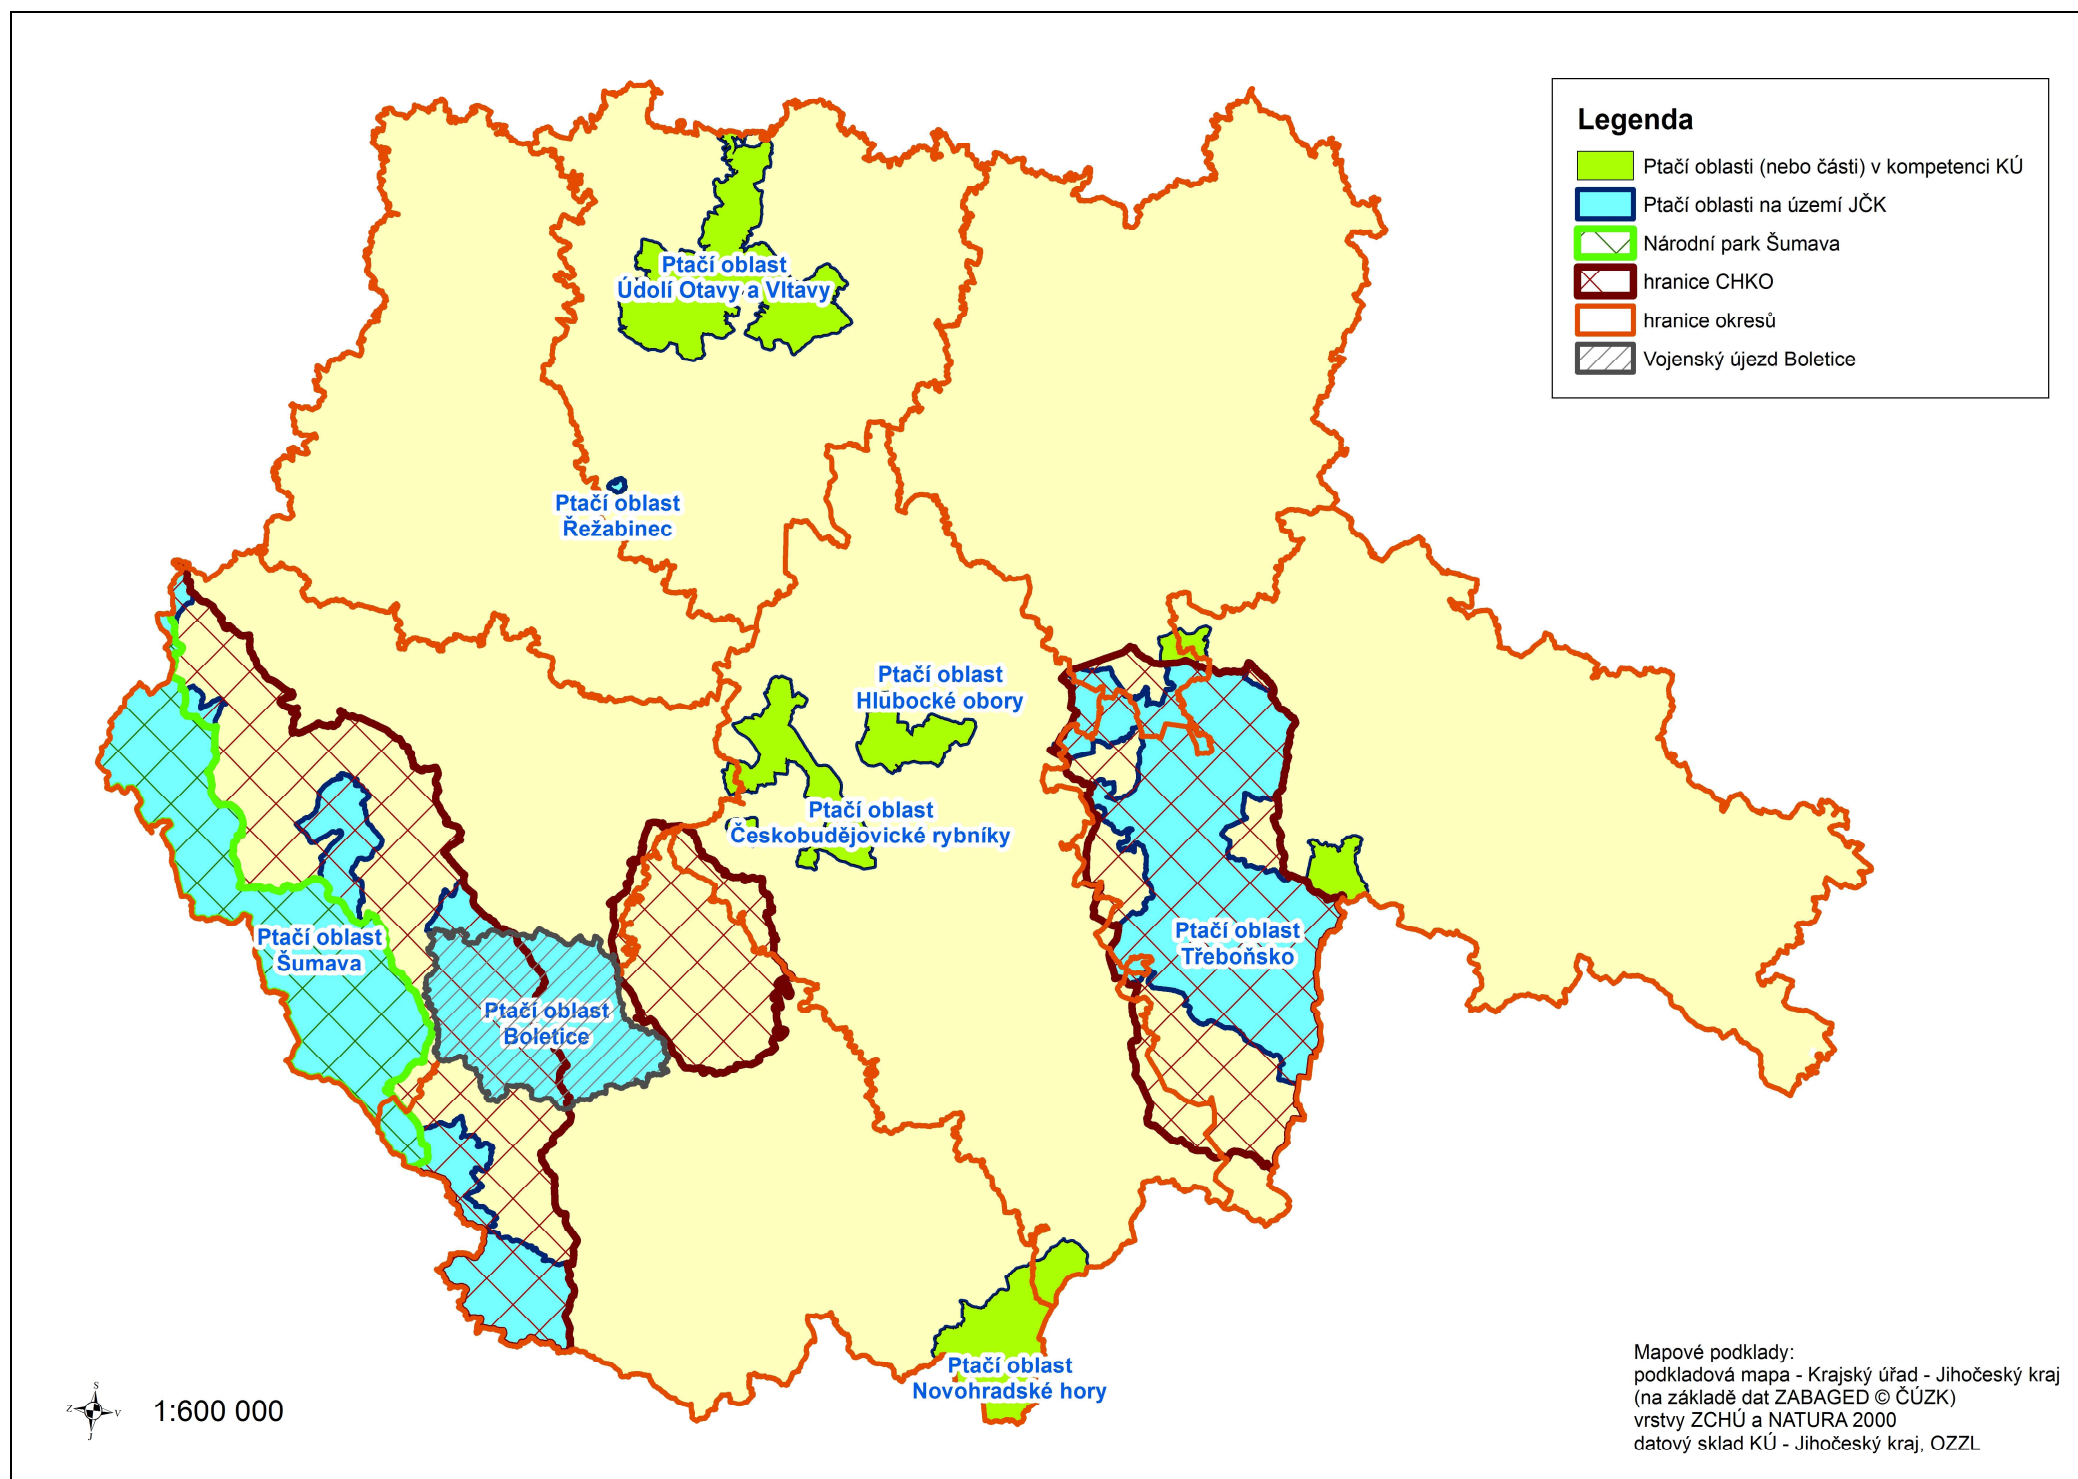 Legenda
Ptačí oblasti (nebo části) v kompetenci KÚ
Ptačí oblasti na území JČK
Národní park Šumava
hranice CHKO
hranice okresů
Vojenský újezd Boletice
Ptačí oblast
Údolí Otavy a Vltavy
Ptačí oblast
Řežabinec
Ptačí oblast
Hlubocké obory
Ptačí oblast
Českobudějovické rybníky
Ptačí oblast
Šumava
Ptačí oblast
Třeboňsko
Ptačí oblast
Boletice
Ptačí oblast
Novohradské hory
S
Z V
J
1:600 000
Mapové podklady:
podkladová mapa - Krajský úřad - Jihočeský kraj
(na základě dat ZABAGED © ČÚZK)
vrstvy ZCHÚ a NATURA 2000
datový sklad KÚ - Jihočeský kraj, OZZL